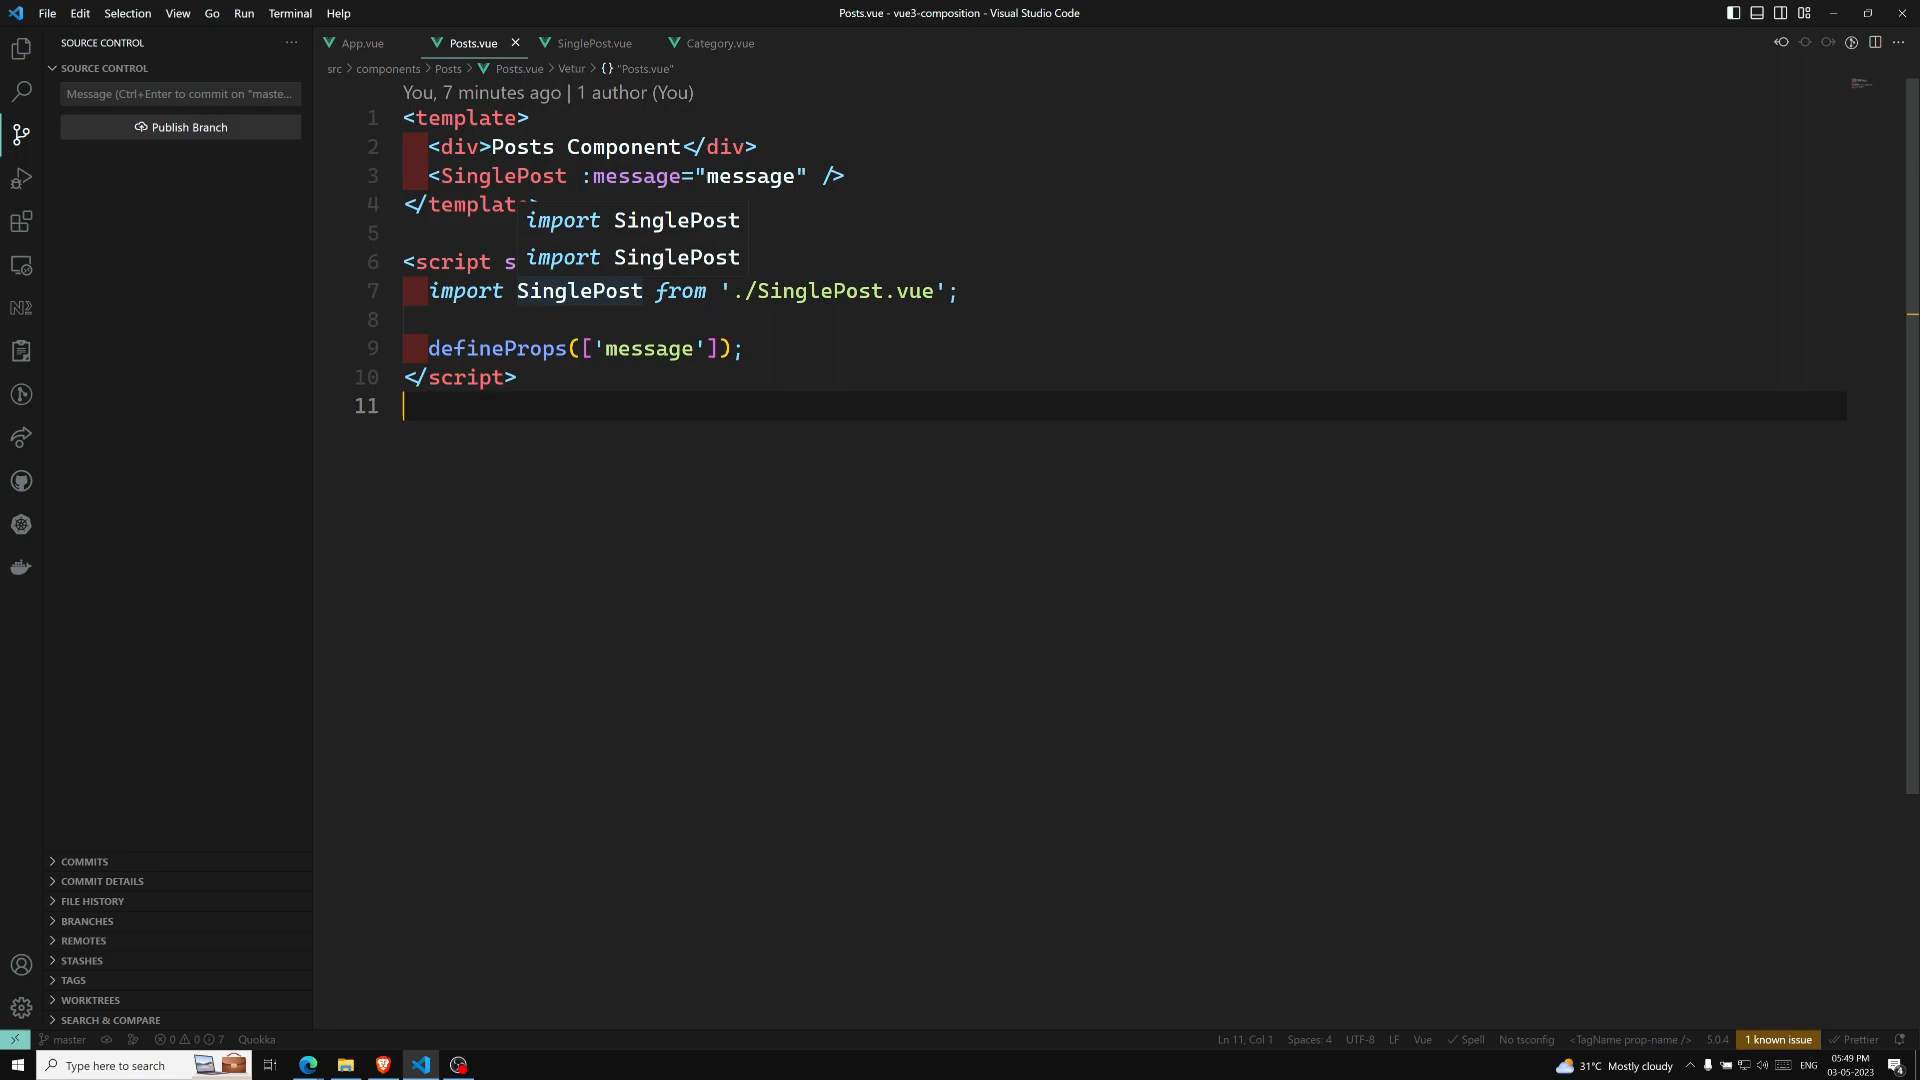 File Edit Selection View Go Run Terminal Help
Posts.vue - vue3-composition - Visual Studio Code
SOURCE CONTROL
App.vue
Posts.vue
SinglePost.vue
Category.vue
SOURCE CONTROL
Message (Ctrl+Enter to commit on "maste...
Publish Branch
src > components > Posts > Posts.vue > Vetur > {} "Posts.vue"
You, 7 minutes ago | 1 author (You)
1 <template>
2 <div>Posts Component</div>
3 <SinglePost :message="message" />
4 </template>
5
6 <script s
import SinglePost
import SinglePost
7 import SinglePost from './SinglePost.vue';
8
9 defineProps(['message']);
10 </script>
11
COMMITS
COMMIT DETAILS
FILE HISTORY
BRANCHES
REMOTES
STASHES
TAGS
WORKTREES
SEARCH & COMPARE
master 0 0 7 Quokka
Ln 11, Col 1 Spaces: 4 UTF-8 LF Vue Spell No tsconfig <TagName prop-name /> 5.0.4 1 known issue Prettier
Type here to search
31°C Mostly cloudy
ENG
05:49 PM
03-05-2023
4